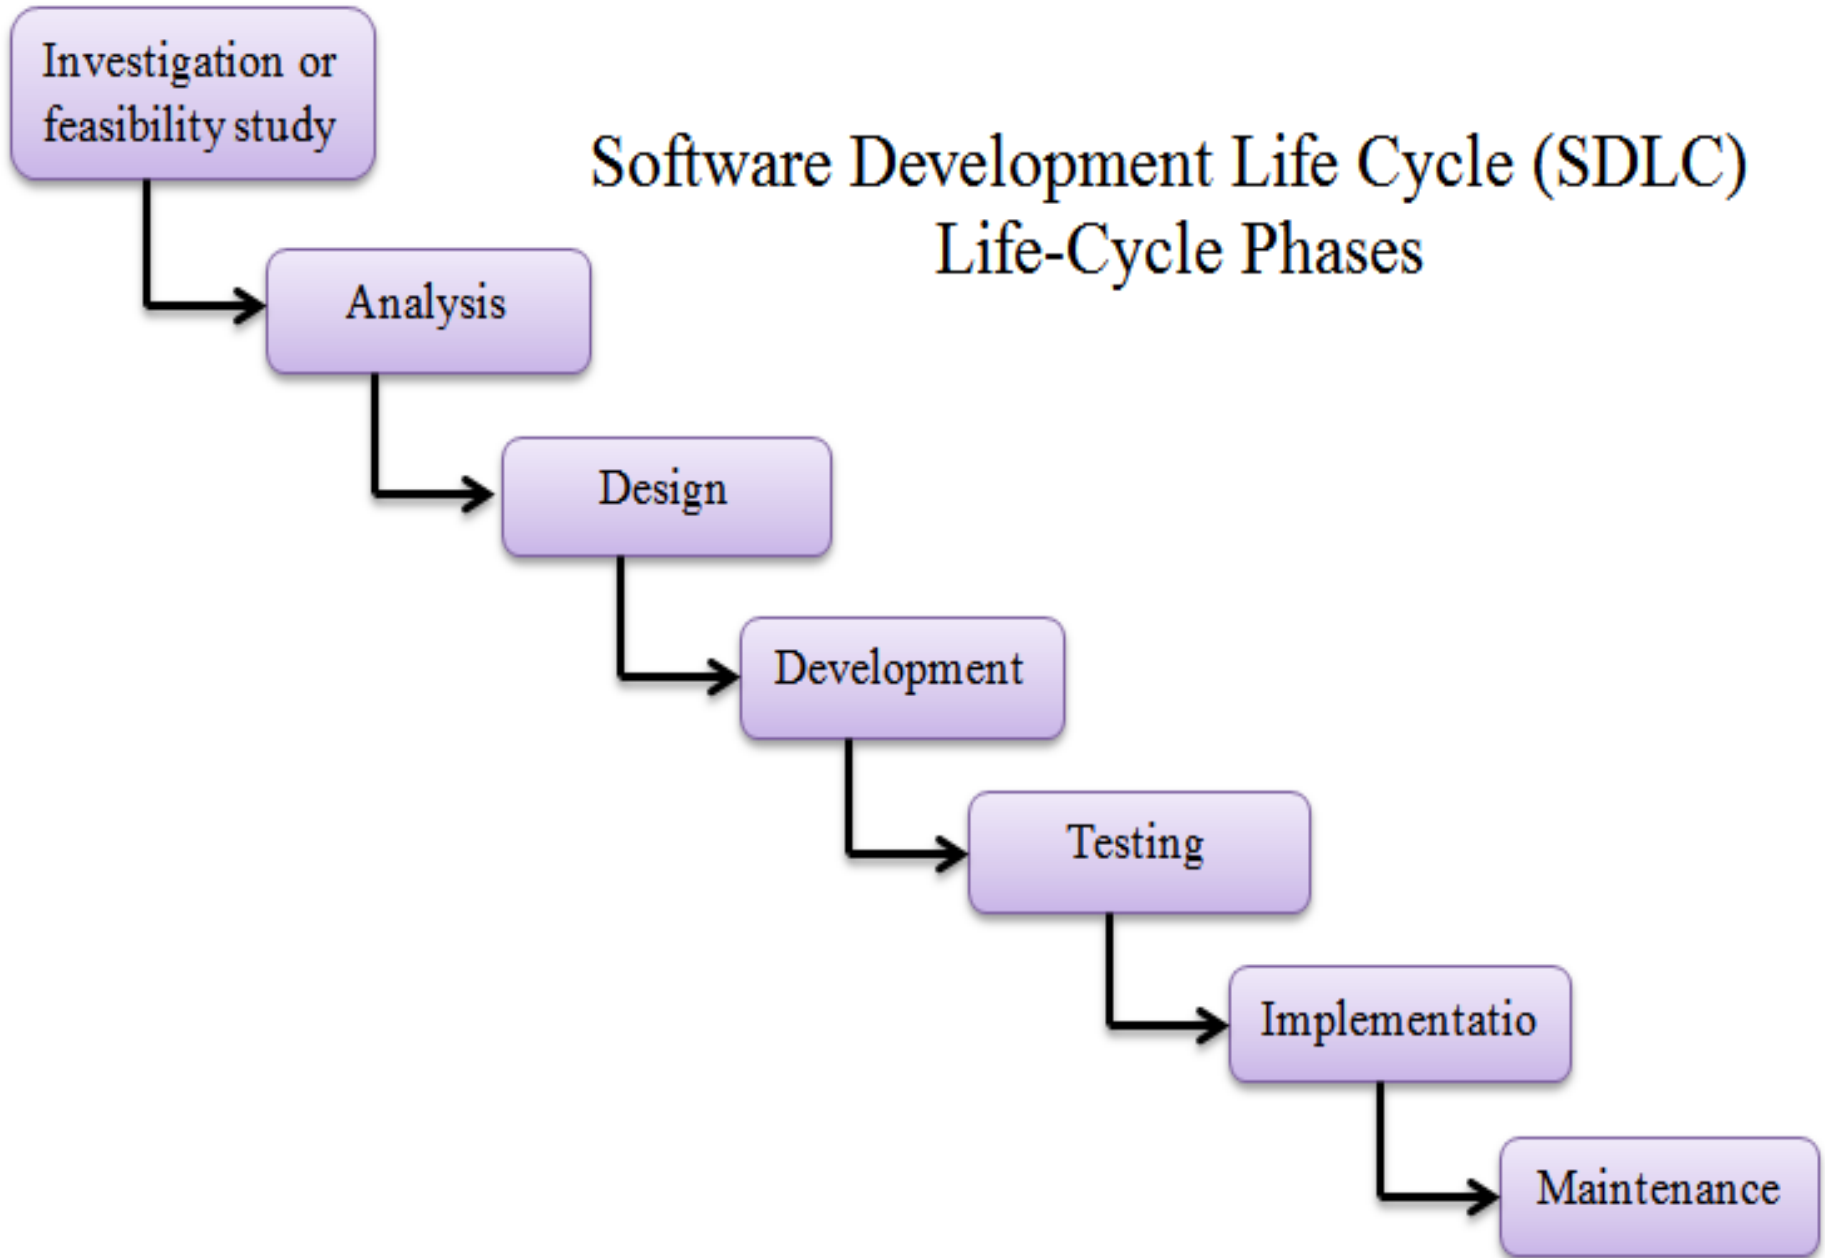 Investigation or
feasibility study
Software Development Life Cycle (SDLC)
Life-Cycle Phases
Analysis
Design
Development
Testing
Implementatio
Maintenance